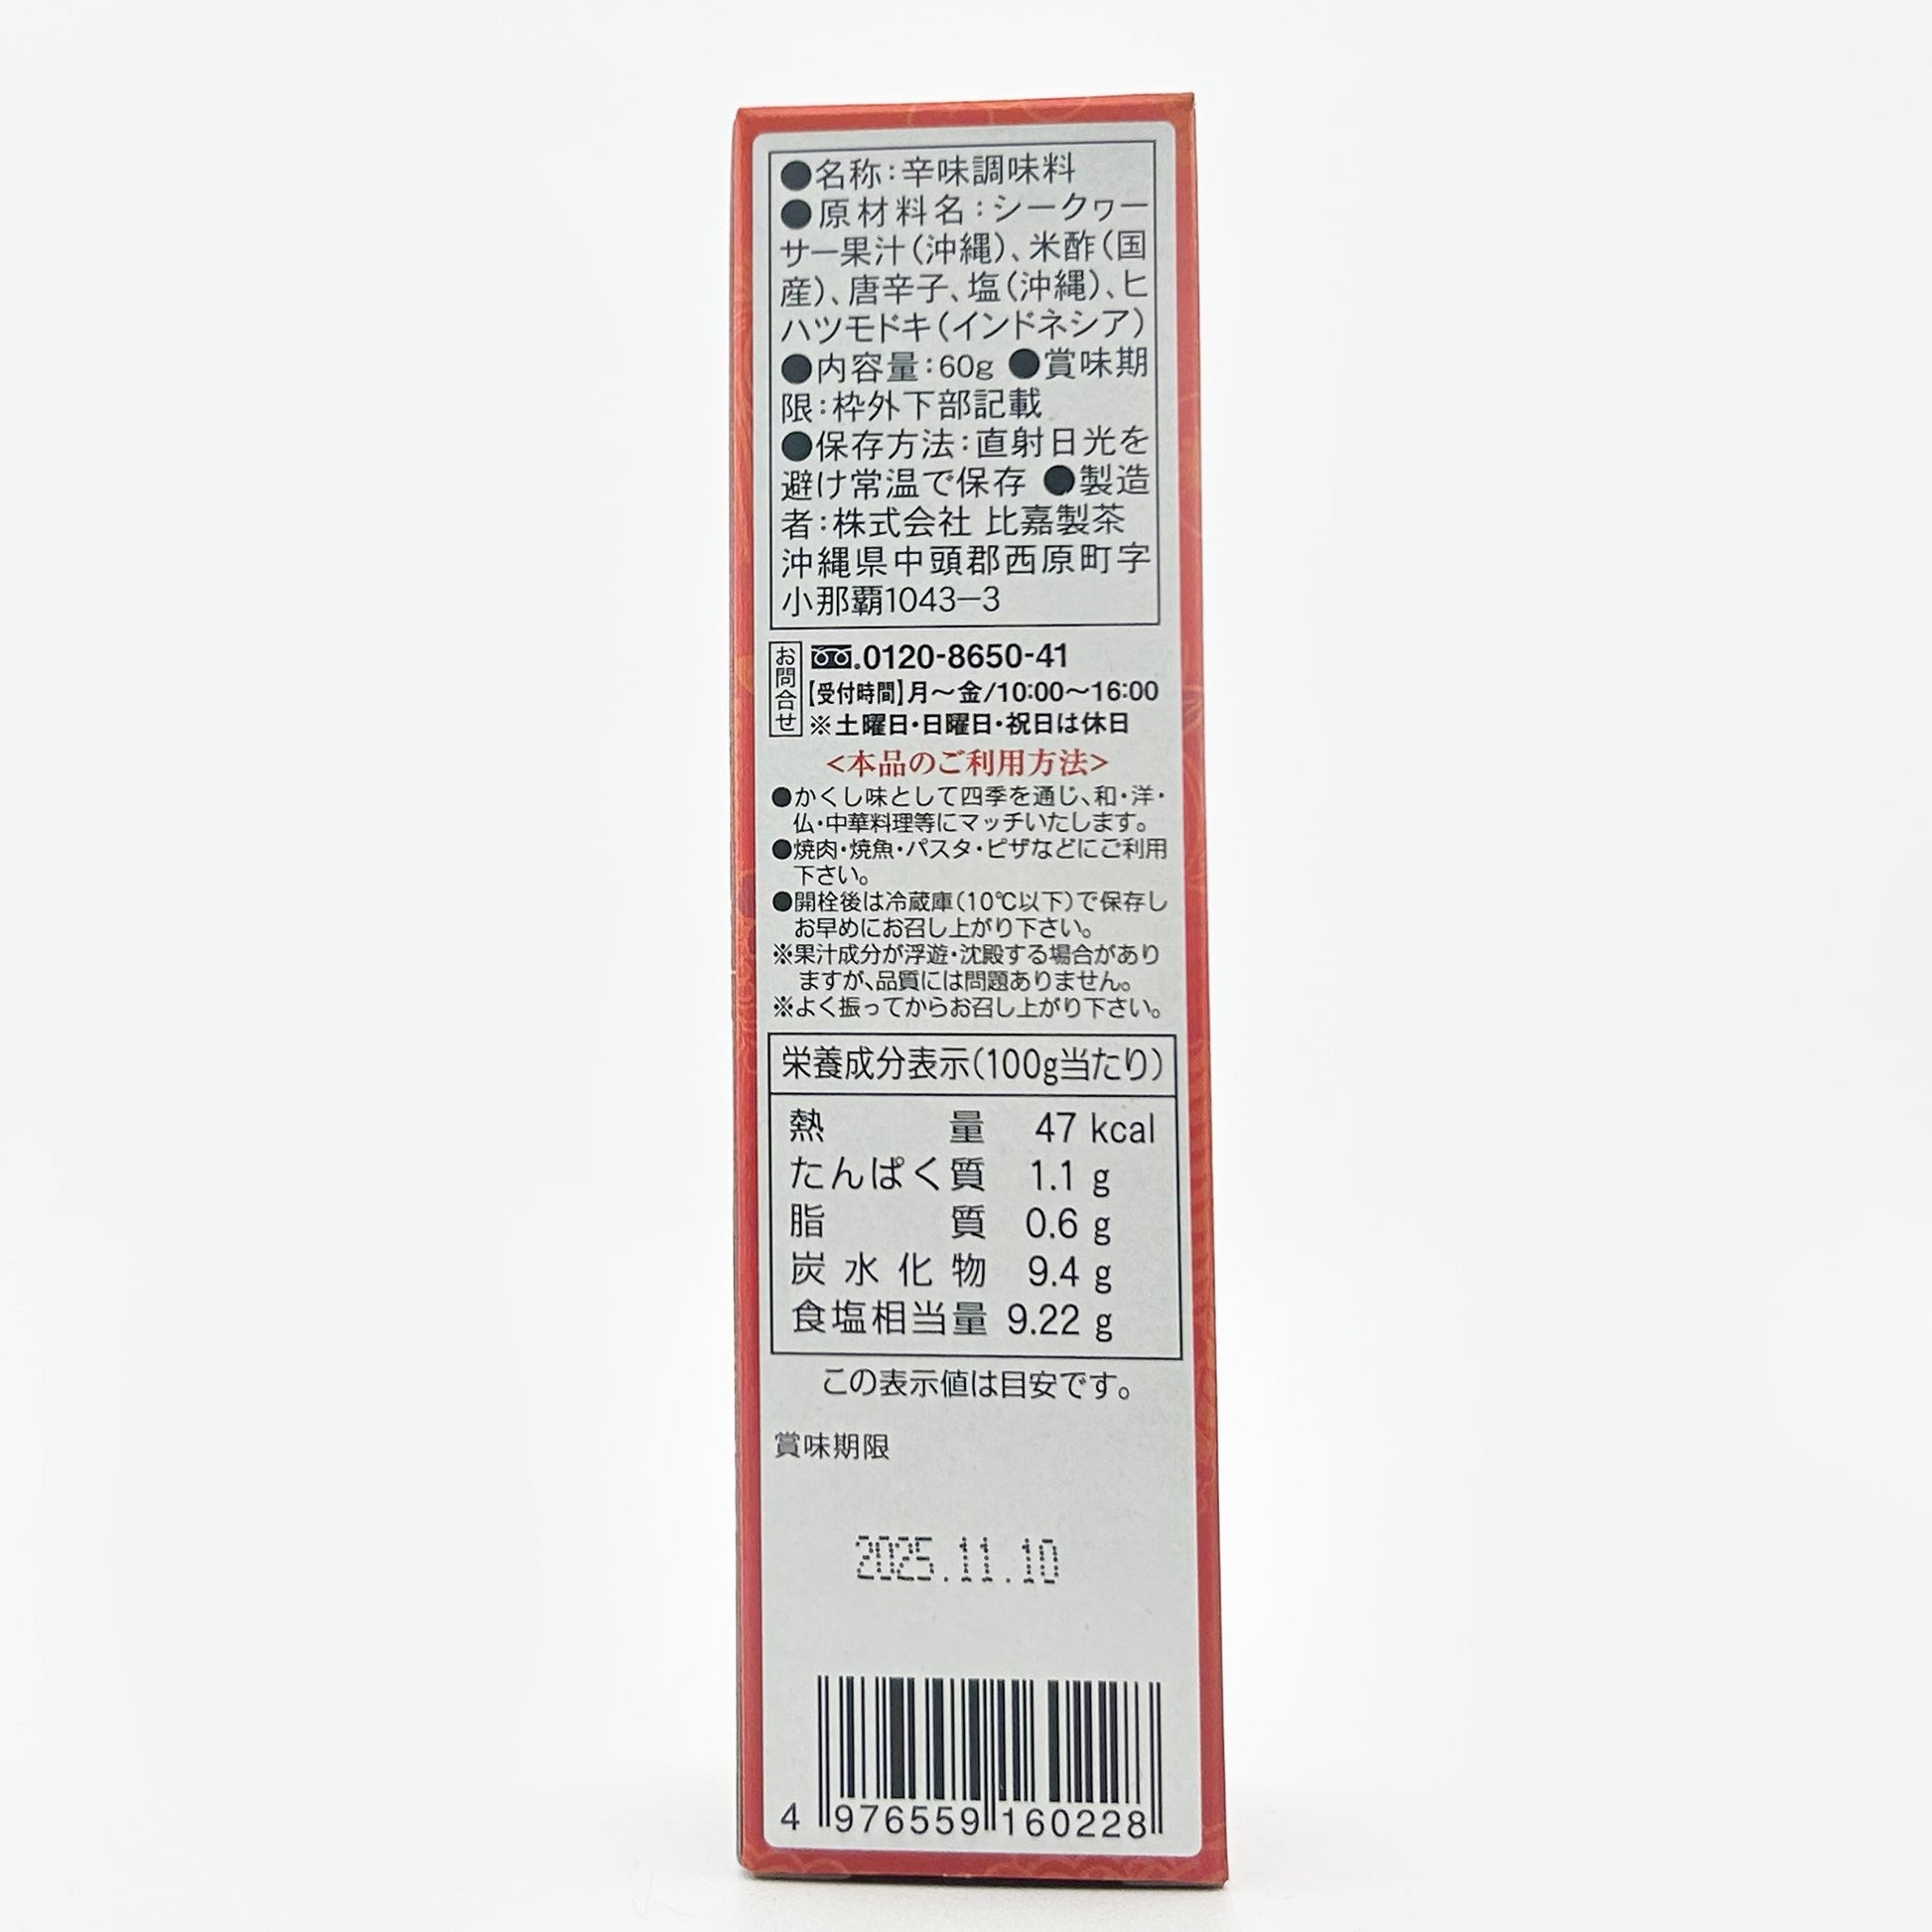 ●名称:辛味調味料
●原材料名:シークヮー
サー果汁(沖縄)、米酢(国
産)、唐辛子、塩(沖縄)、ヒ
ハツモドキ(インドネシア)
●内容量:60g ●賞味期
限:枠外下部記載
●保存方法:直射日光を
避け常温で保存 ●製造
者:株式会社 比嘉製茶
沖縄県中頭郡西原町字
小那覇1043−3
お問合せ
.0120-8650-41
【受付時間】月〜金/10:00〜16:00
※土曜日・日曜日・祝日は休日
<本品のご利用方法>
●かくし味として四季を通じ、和・洋・
仏・中華料理等にマッチいたします。
●焼肉・焼魚・パスタ・ピザなどにご利用
下さい。
●開栓後は冷蔵庫(10℃以下)で保存し
お早めにお召し上がり下さい。
※果汁成分が浮遊・沈殿する場合があり
ますが、品質には問題ありません。
※よく振ってからお召し上がり下さい。
栄養成分表示(100g当たり)
熱量 47 kcal
たんぱく質 1.1 g
脂質 0.6 g
炭水化物 9.4 g
食塩相当量 9.22 g
この表示値は目安です。
賞味期限
2025.11.10
4 976559 160228